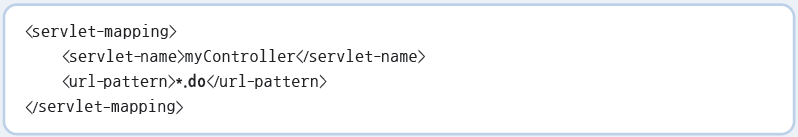 <servlet-mapping>
    <servlet-name>myController</servlet-name>
    <url-pattern>*.do</url-pattern>
</servlet-mapping>